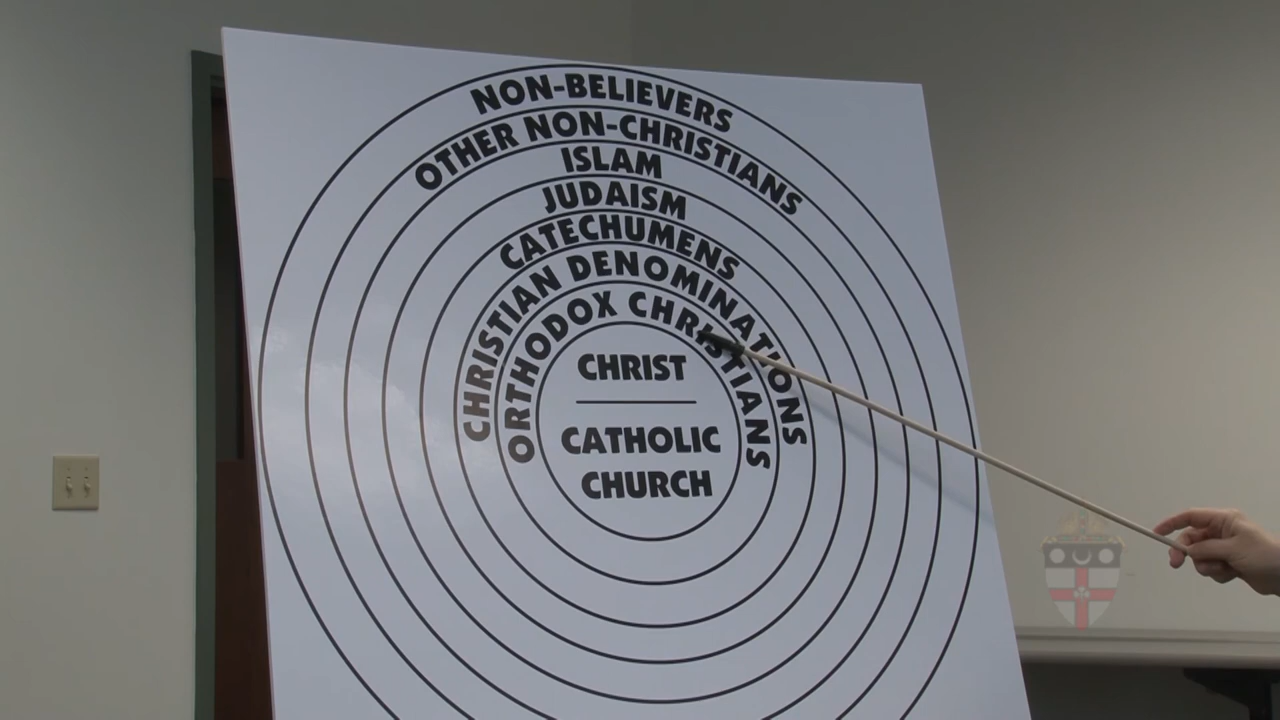 NON-BELIEVERS
OTHER NON-CHRISTIANS
ISLAM
JUDAISM
CATECHUMENS
CHRISTIAN DENOMINATIONS
ORTHODOX CHRISTIANS
CHRIST
CATHOLIC
CHURCH